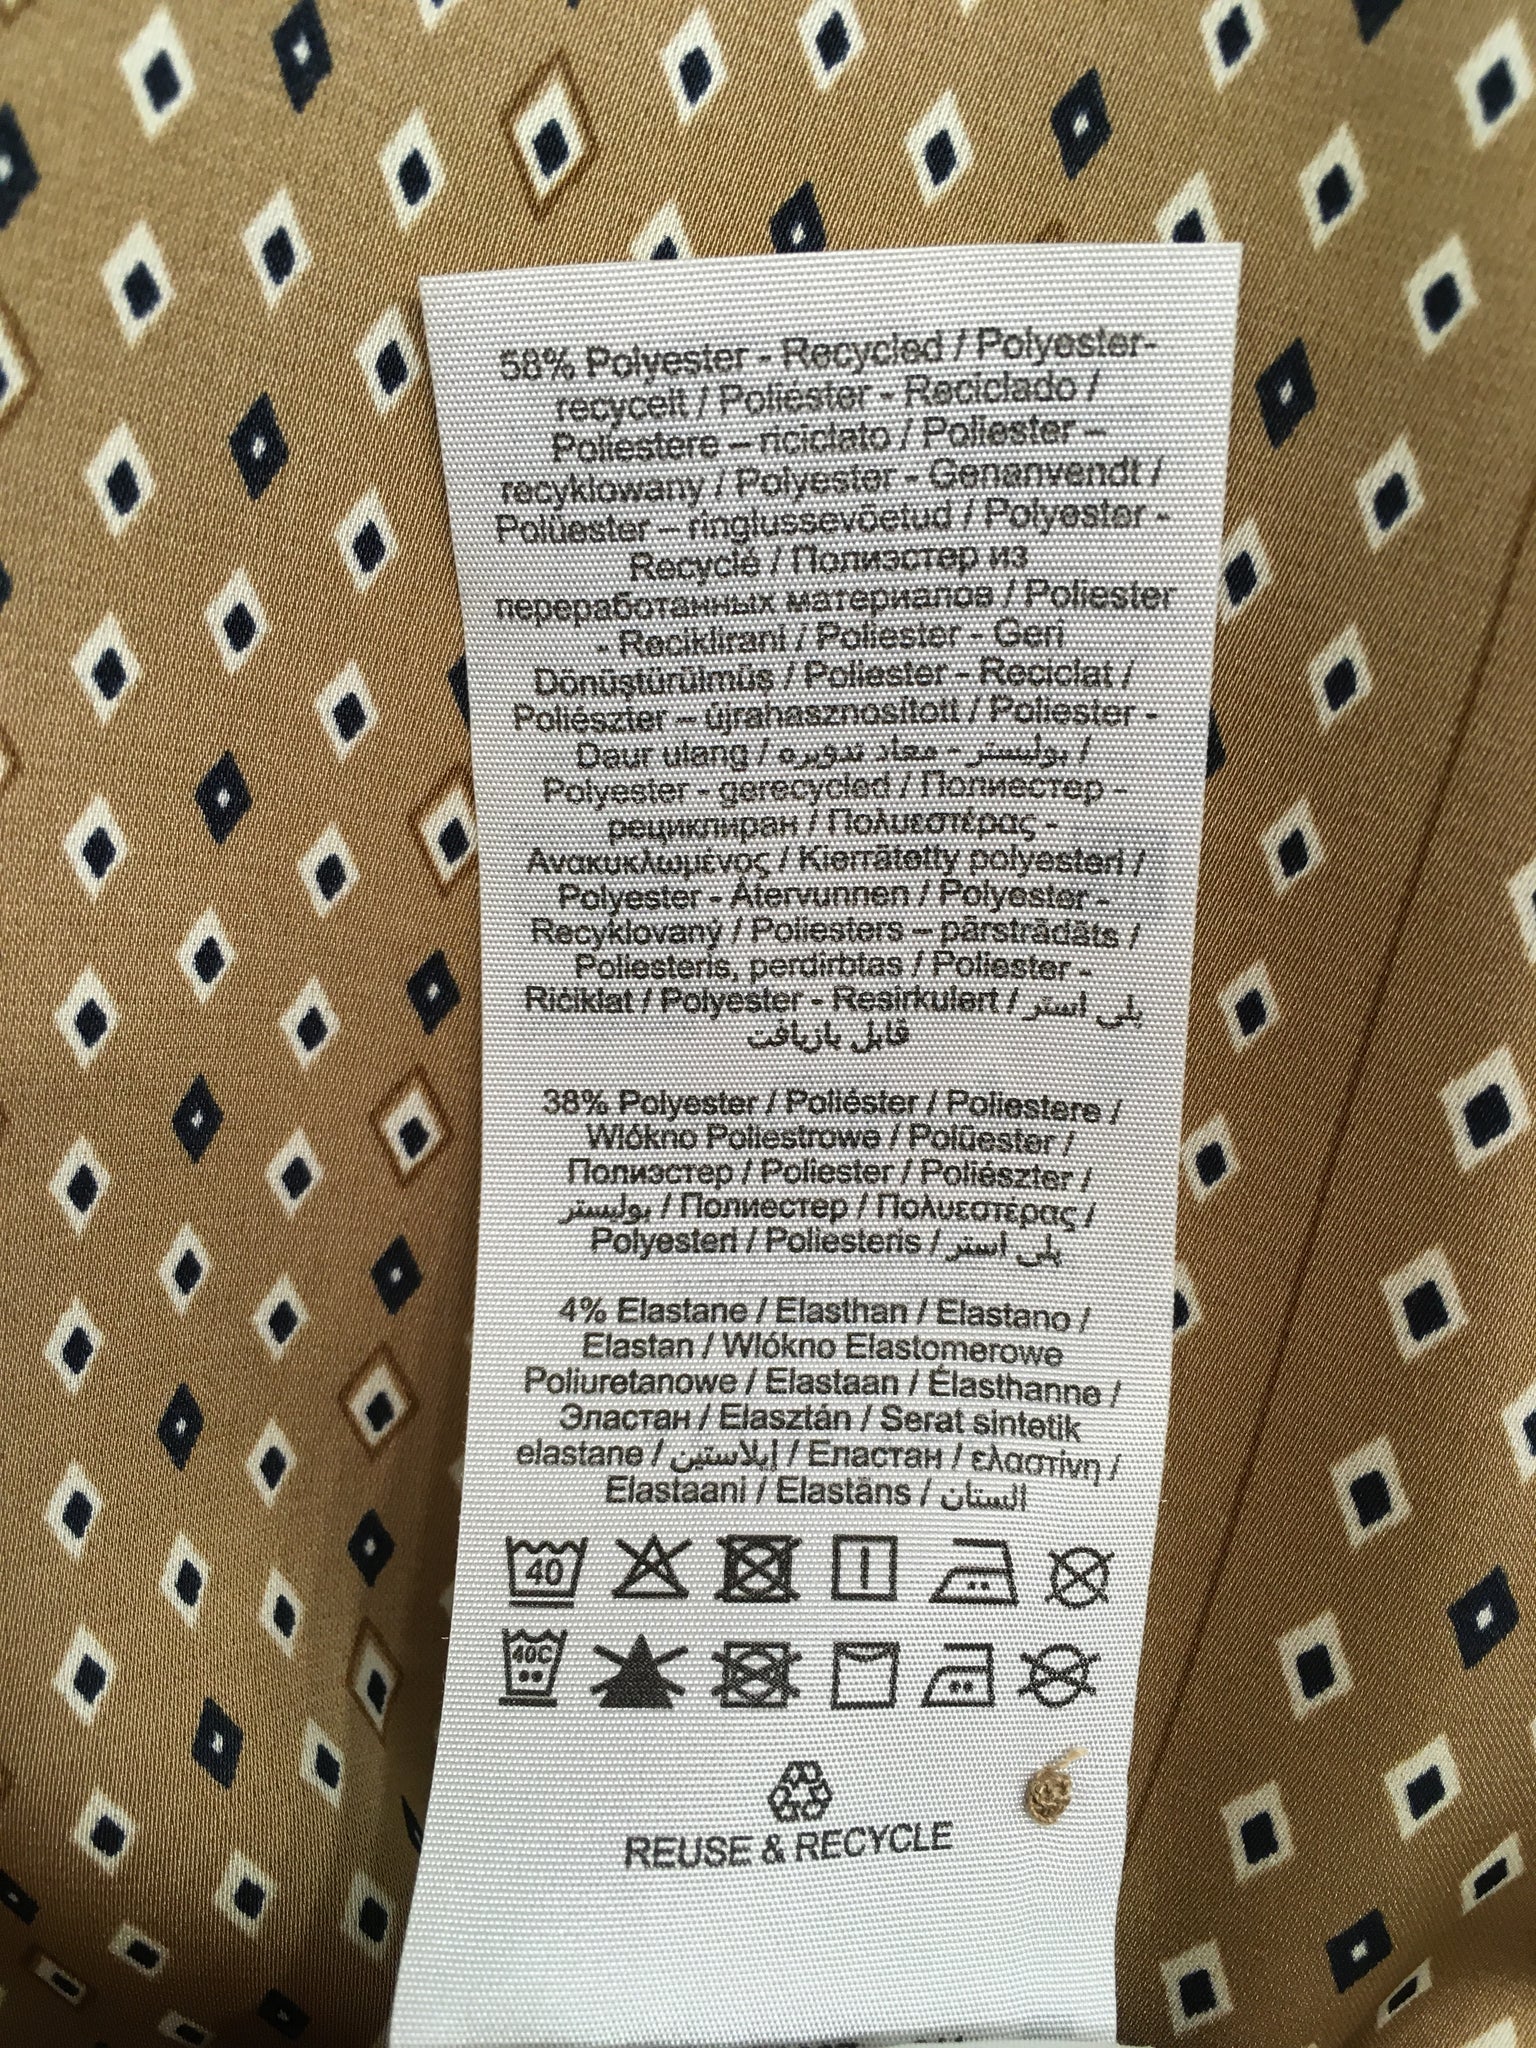 58% Polyester - Recycled / Polyester-
recycelt / Poliéster - Reciclado /
Poliestere – riciclato / Poliester –
recyklowany / Polyester - Genanvendt /
Polüester – ringlussevõetud / Polyester -
Recyclé / Полиэстер из
переработанных материалов / Poliester
- Reciklirani / Poliester - Geri
Dönüştürülmüş / Poliester - Reciclat /
Poliészter – újrahasznosított / Poliester -
Daur ulang / بوليستر - معاد تدويره /
Polyester - gerecycled / Полиестер -
рециклиран / Πολυεστέρας -
Ανακυκλωμένος / Kierrätetty polyesteri /
Polyester - Återvunnen / Polyester -
Recyklovaný / Poliesters – pārstrādāts /
Poliesteris, perdirbtas / Poliester -
Riċiklat / Polyester - Resirkulert / پلی استر
قابل بازیافت
38% Polyester / Poliéster / Poliestere /
Wlókno Poliestrowe / Polüester /
Полиэстер / Poliester / Poliészter /
بوليستر / Полиестер / Πολυεστέρας /
Polyesteri / Poliesteris / پلی استر
4% Elastane / Elasthan / Elastano /
Elastan / Wlókno Elastomerowe
Poliuretanowe / Elastaan / Élasthanne /
Эластан / Elasztán / Serat sintetik
elastane / إيلاستين / Еластан / ελαστίνη /
Elastaani / Elastāns / الستان
40
40C
REUSE & RECYCLE